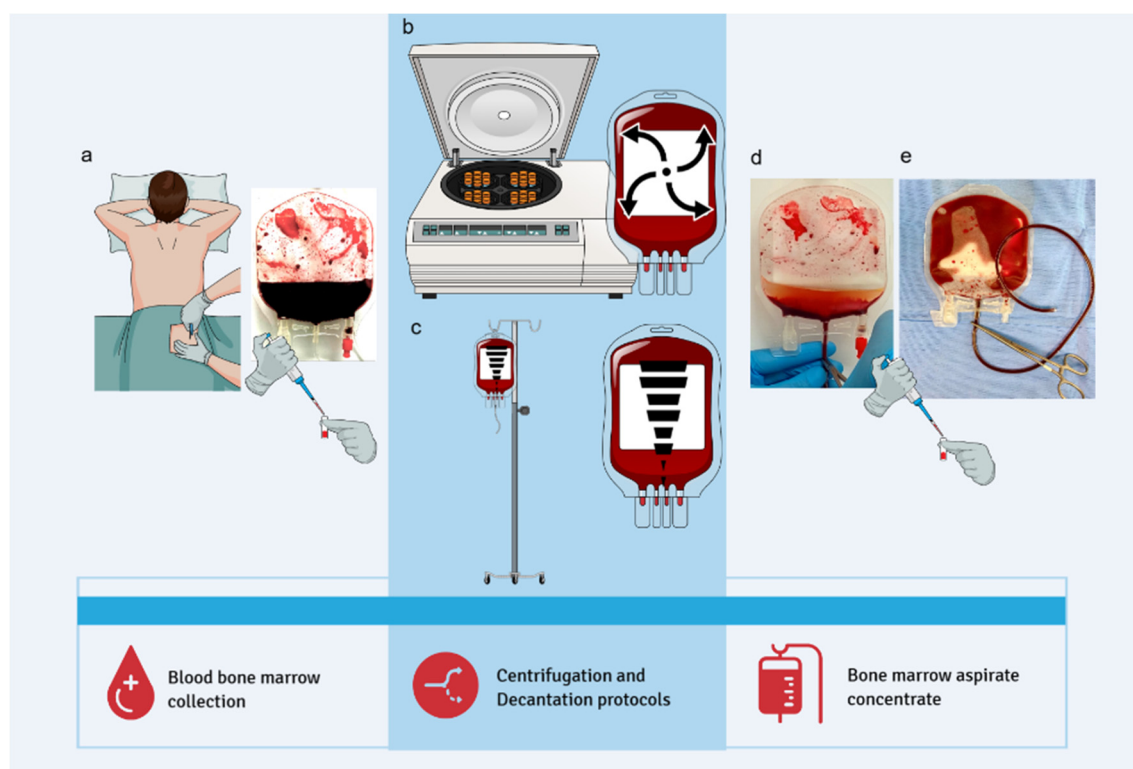 a
b
c
d
e
Blood bone marrow
collection
Centrifugation and
Decantation protocols
Bone marrow aspirate
concentrate